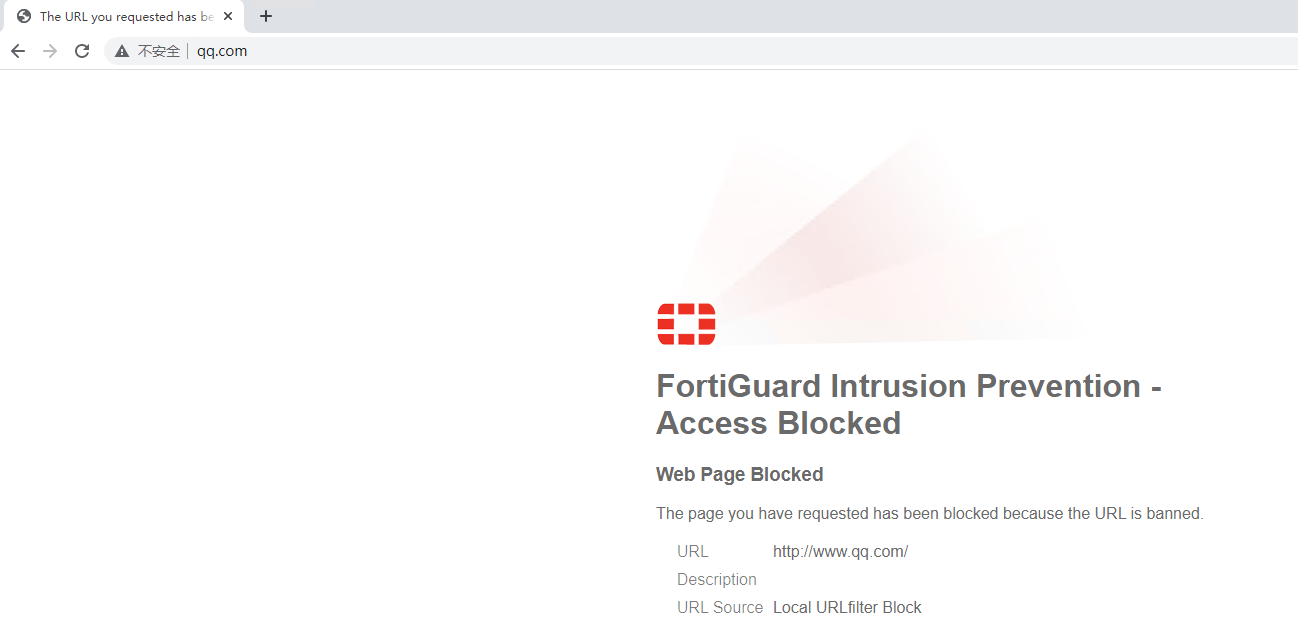 The URL you requested has be
不安全 qq.com
FortiGuard Intrusion Prevention -
Access Blocked
Web Page Blocked
The page you have requested has been blocked because the URL is banned.
URL http://www.qq.com/
Description
URL Source Local URLfilter Block